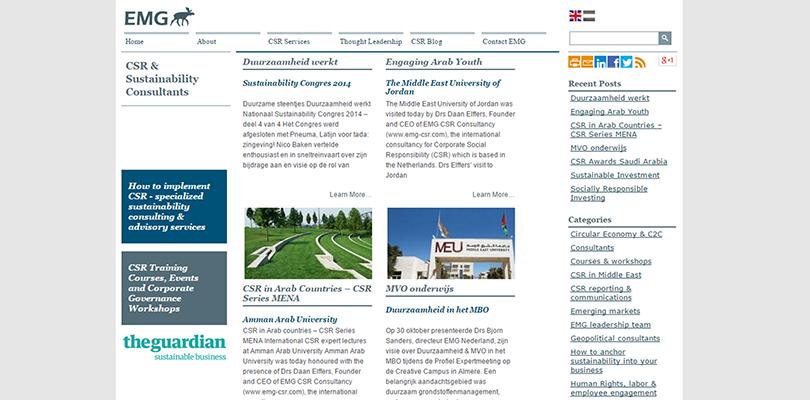 EMG
Home
About
CSR Services
Thought Leadership
CSR Blog
Contact EMG
CSR &
Sustainability
Consultants
How to implement
CSR - specialized
sustainability
consulting &
advisory services
CSR Training
Courses, Events
and Corporate
Governance
Workshops
theguardian
sustainable business
Duurzaamheid werkt
Sustainability Congres 2014
Duurzame steentjes Duurzaamheid werkt
Nationaal Sustainability Congres 2014 –
deel 4 van 4 Het Congres werd
afgesloten met Pneuma, Latijn voor tada:
zingeving! Nico Baken vertelde
enthousiast en in sneltreinvaart over zijn
bijdrage aan en visie op de rol van
Learn More...
Engaging Arab Youth
The Middle East University of
Jordan
The Middle East University of Jordan was
visited today by Drs Daan Elffers, Founder
and CEO of EMG CSR Consultancy
(www.emg-csr.com), the international
consultancy for Corporate Social
Responsibility (CSR) which is based in
the Netherlands. Drs Elffers' visit to
Jordan
Learn More...
MEU
MIDDLE EAST UNIVERSITY
CSR in Arab Countries – CSR
Series MENA
Amman Arab University
CSR in Arab countries – CSR Series
MENA International CSR expert lectures
at Amman Arab University Amman Arab
University was today honoured with the
presence of Drs Daan Elffers, Founder
and CEO of EMG CSR Consultancy
(www.emg-csr.com), the international
MVO onderwijs
Duurzaamheid in het MBO
Op 30 oktober presenteerde Drs Bjorn
Sanders, directeur EMG Nederland, zijn
visie over Duurzaamheid & MVO in het
MBO tijdens de Profiel Expertmeeting op
de Creative Campus in Almere. Een
belangrijk aandachtsgebied was
duurzaam grondstoffenmanagement,
g+1
Recent Posts
Duurzaamheid werkt
Engaging Arab Youth
CSR in Arab Countries –
CSR Series MENA
MVO onderwijs
CSR Awards Saudi Arabia
Sustainable Investment
Socially Responsible
Investing
Categories
Circular Economy & C2C
Consultants
Courses & workshops
CSR in Middle East
CSR reporting &
communications
Emerging markets
EMG leadership team
Geopolitical consultants
How to anchor
sustainability into your
business
Human Rights, labor &
employee engagement